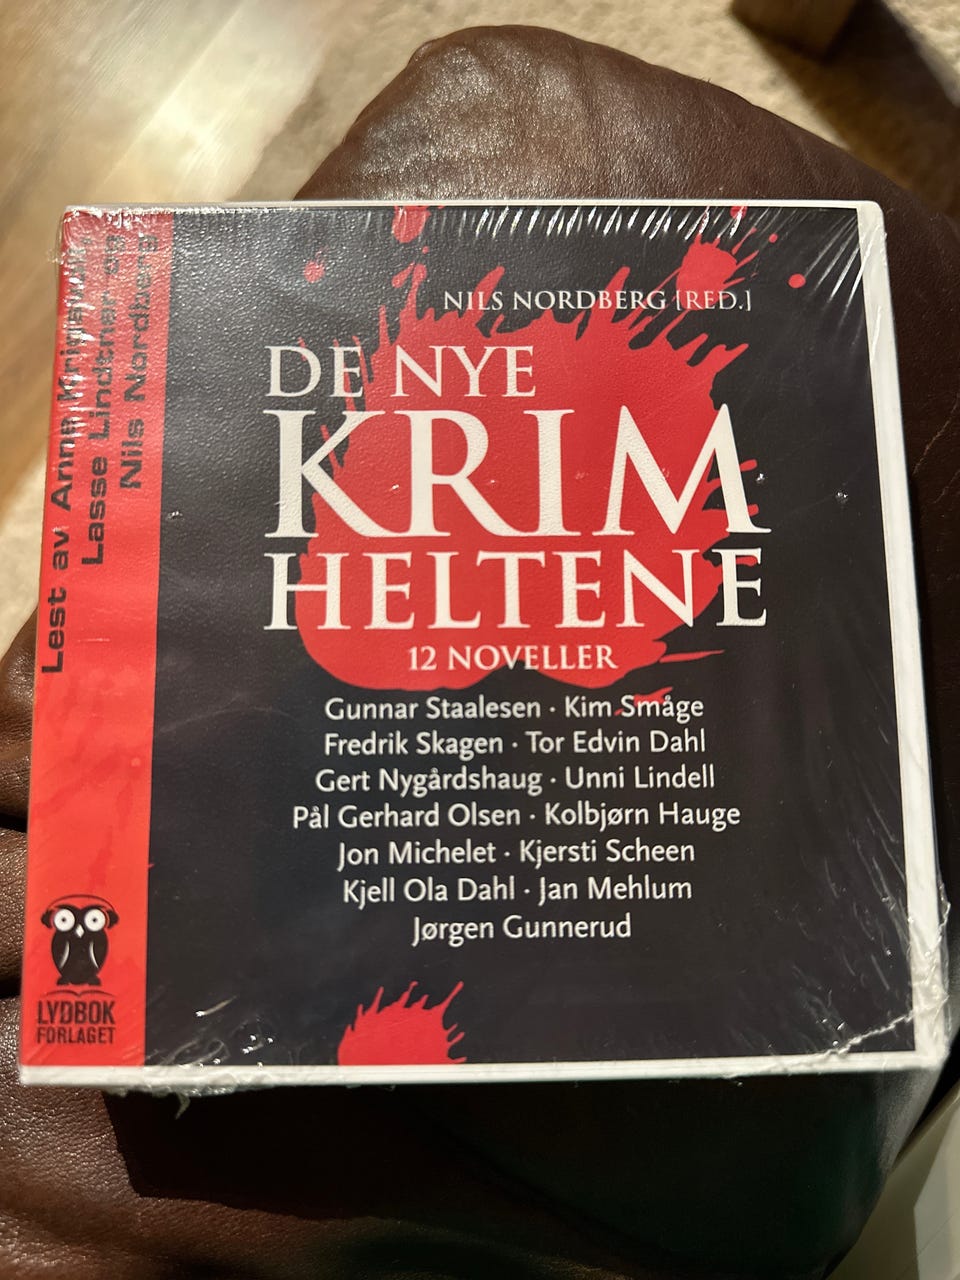 NILS NORDBERG [RED.]
DE NYE
KRIM
HELTENE
12 NOVELLER
Gunnar Staalesen · Kim Småge
Fredrik Skagen · Tor Edvin Dahl
Gert Nygårdshaug · Unni Lindell
Pål Gerhard Olsen · Kolbjørn Hauge
Jon Michelet · Kjersti Scheen
Kjell Ola Dahl · Jan Mehlum
Jørgen Gunnerud
Lest av Anne
Lasse Lindtner og
Nils Nordberg
LYDBOK
FORLAGET